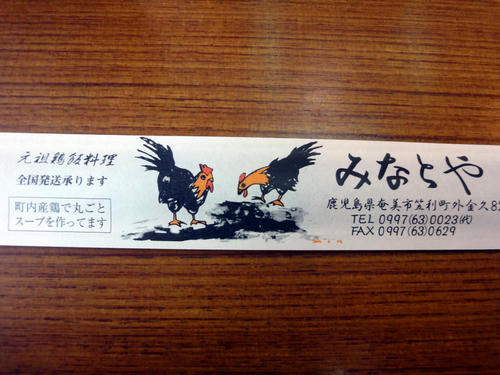 元祖鶏飯料理
全国発送承ります
町内産鶏で丸ごと
スープを作ってます
みなとや
鹿児島県奄美市笠利町外金久82
TEL 0997(63)0023(代)
FAX 0997(63)0629